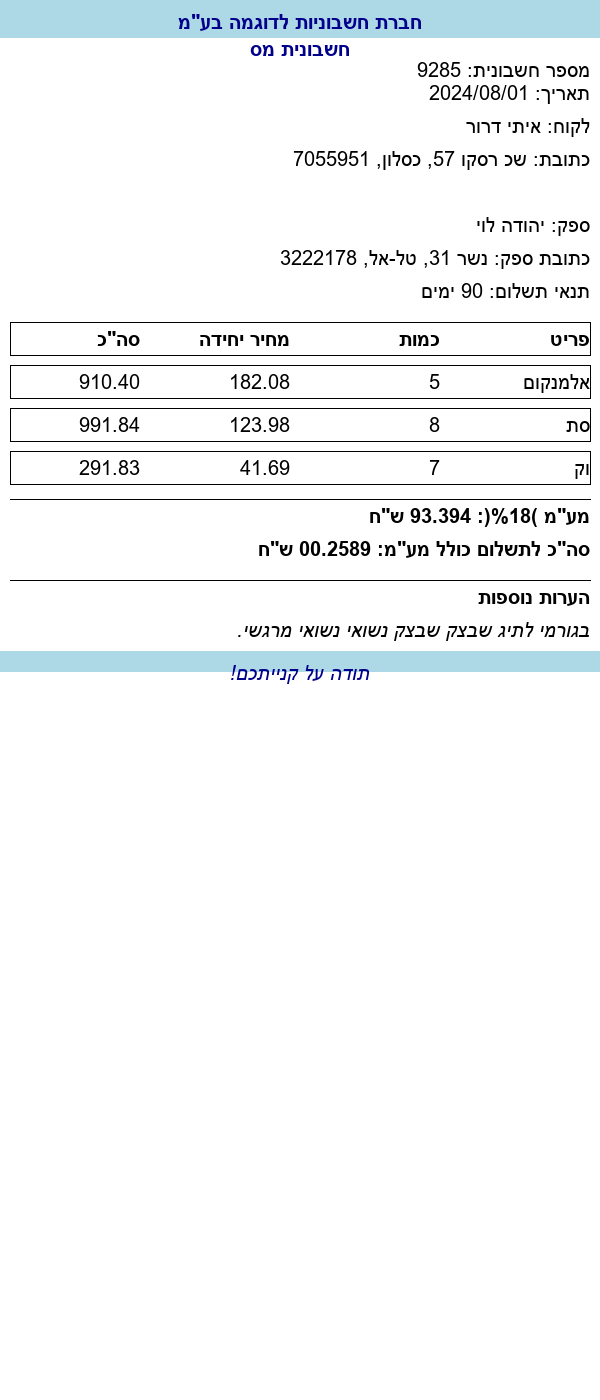 חברת חשבוניות לדוגמה בע"מ
חשבונית מס
מספר חשבונית: 9285
תאריך: 2024/08/01
לקוח: איתי דרור
כתובת: שכ רסקו 57, כסלון, 7055951
ספק: יהודה לוי
כתובת ספק: נשר 31, טל-אל, 3222178
תנאי תשלום: 90 ימים
פריט כמות מחיר יחידה סה"כ
אלמנקום 5 182.08 910.40
סת 8 123.98 991.84
וק 7 41.69 291.83
מע"מ )18%(: 93.394 ש"ח
סה"כ לתשלום כולל מע"מ: 00.2589 ש"ח
הערות נוספות
בגורמי לתיג שבצק שבצק נשואי נשואי מרגשי.
תודה על קנייתכם!